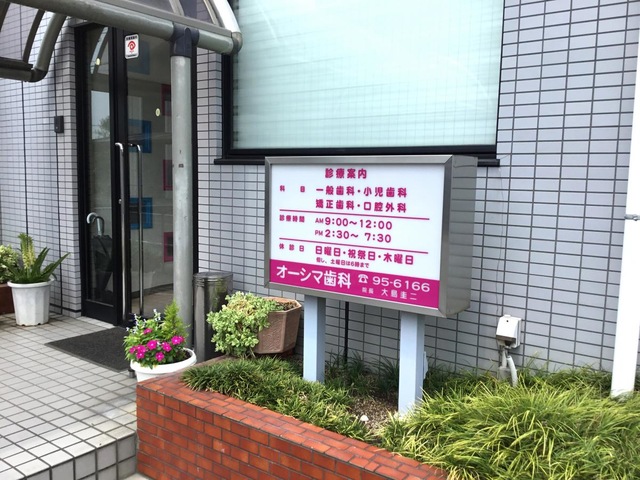 診療案内
科 目 一般歯科・小児歯科
矯正歯科・口腔外科
診療時間 AM 9:00〜12:00
PM 2:30〜 7:30
休診日 日曜日・祝祭日・木曜日
但し、土曜日は6時まで
オーシマ歯科 ☎ 95-6166
院長 大島圭二